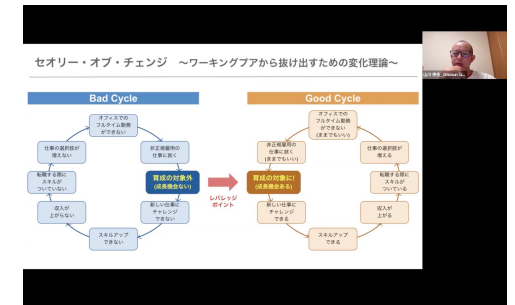 セオリー・オブ・チェンジ　～ワーキングプアから抜け出すための変化理論～
Bad Cycle
オフィスでの
フルタイム勤務
ができない
非正規雇用の
仕事に就く
育成の対象外
(成長機会ない)
新しい仕事に
チャレンジ
できない
スキルアップ
できない
収入が
上がらない
転職する際に
スキルが
ついていない
仕事の選択肢が
増えない
レバレッジ
ポイント
Good Cycle
オフィスでの
フルタイム勤務
ができない
(ままでもいい)
非正規雇用の
仕事に就く
(ままでもいい)
育成の対象に!
(成長機会ある)
新しい仕事に
チャレンジ
できる
スキルアップ
できる
収入が
上がる
転職する際に
スキルが
ついている
仕事の選択肢が
増える